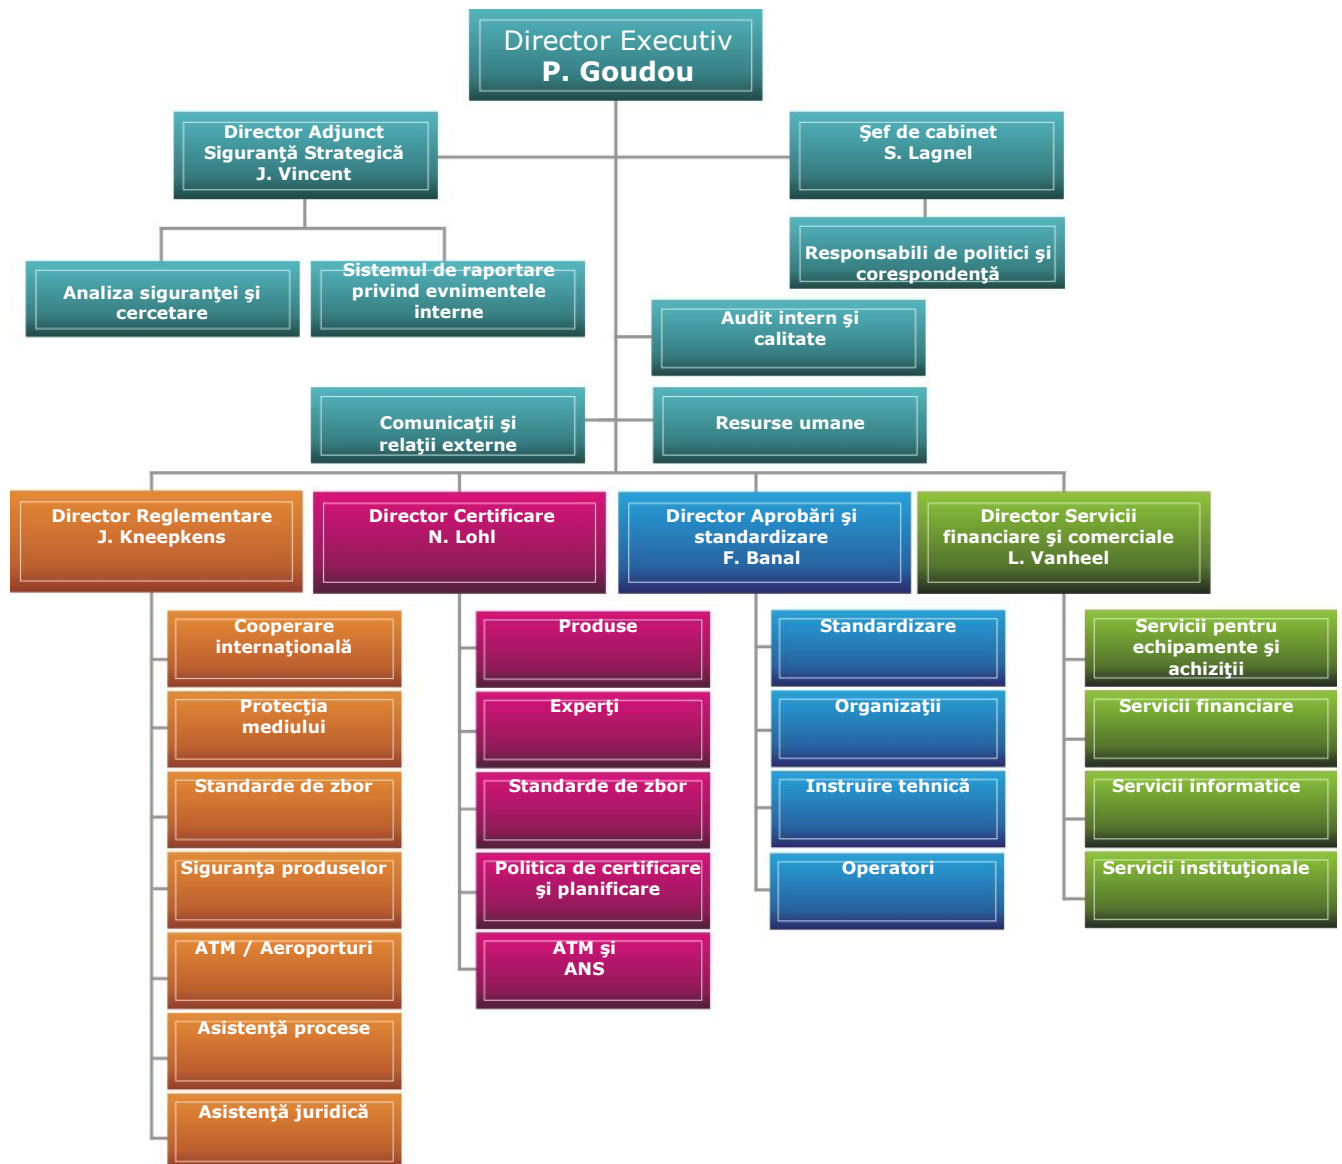 Director Executiv
P. Goudou
Director Adjunct
Siguranţă Strategică
J. Vincent
Şef de cabinet
S. Lagnel
Responsabili de politici şi
corespondenţă
Analiza siguranţei şi
cercetare
Sistemul de raportare
privind evnimentele
interne
Audit intern şi
calitate
Comunicaţii şi
relaţii externe
Resurse umane
Director Reglementare
J. Kneepkens
Director Certificare
N. Lohl
Director Aprobări şi
standardizare
F. Banal
Director Servicii
financiare şi comerciale
L. Vanheel
Cooperare
internaţională
Protecţia
mediului
Standarde de zbor
Siguranţa produselor
ATM / Aeroporturi
Asistenţă procese
Asistenţă juridică
Produse
Experţi
Standarde de zbor
Politica de certificare
şi planificare
ATM şi
ANS
Standardizare
Organizaţii
Instruire tehnică
Operatori
Servicii pentru
echipamente şi
achiziţii
Servicii financiare
Servicii informatice
Servicii instituţionale